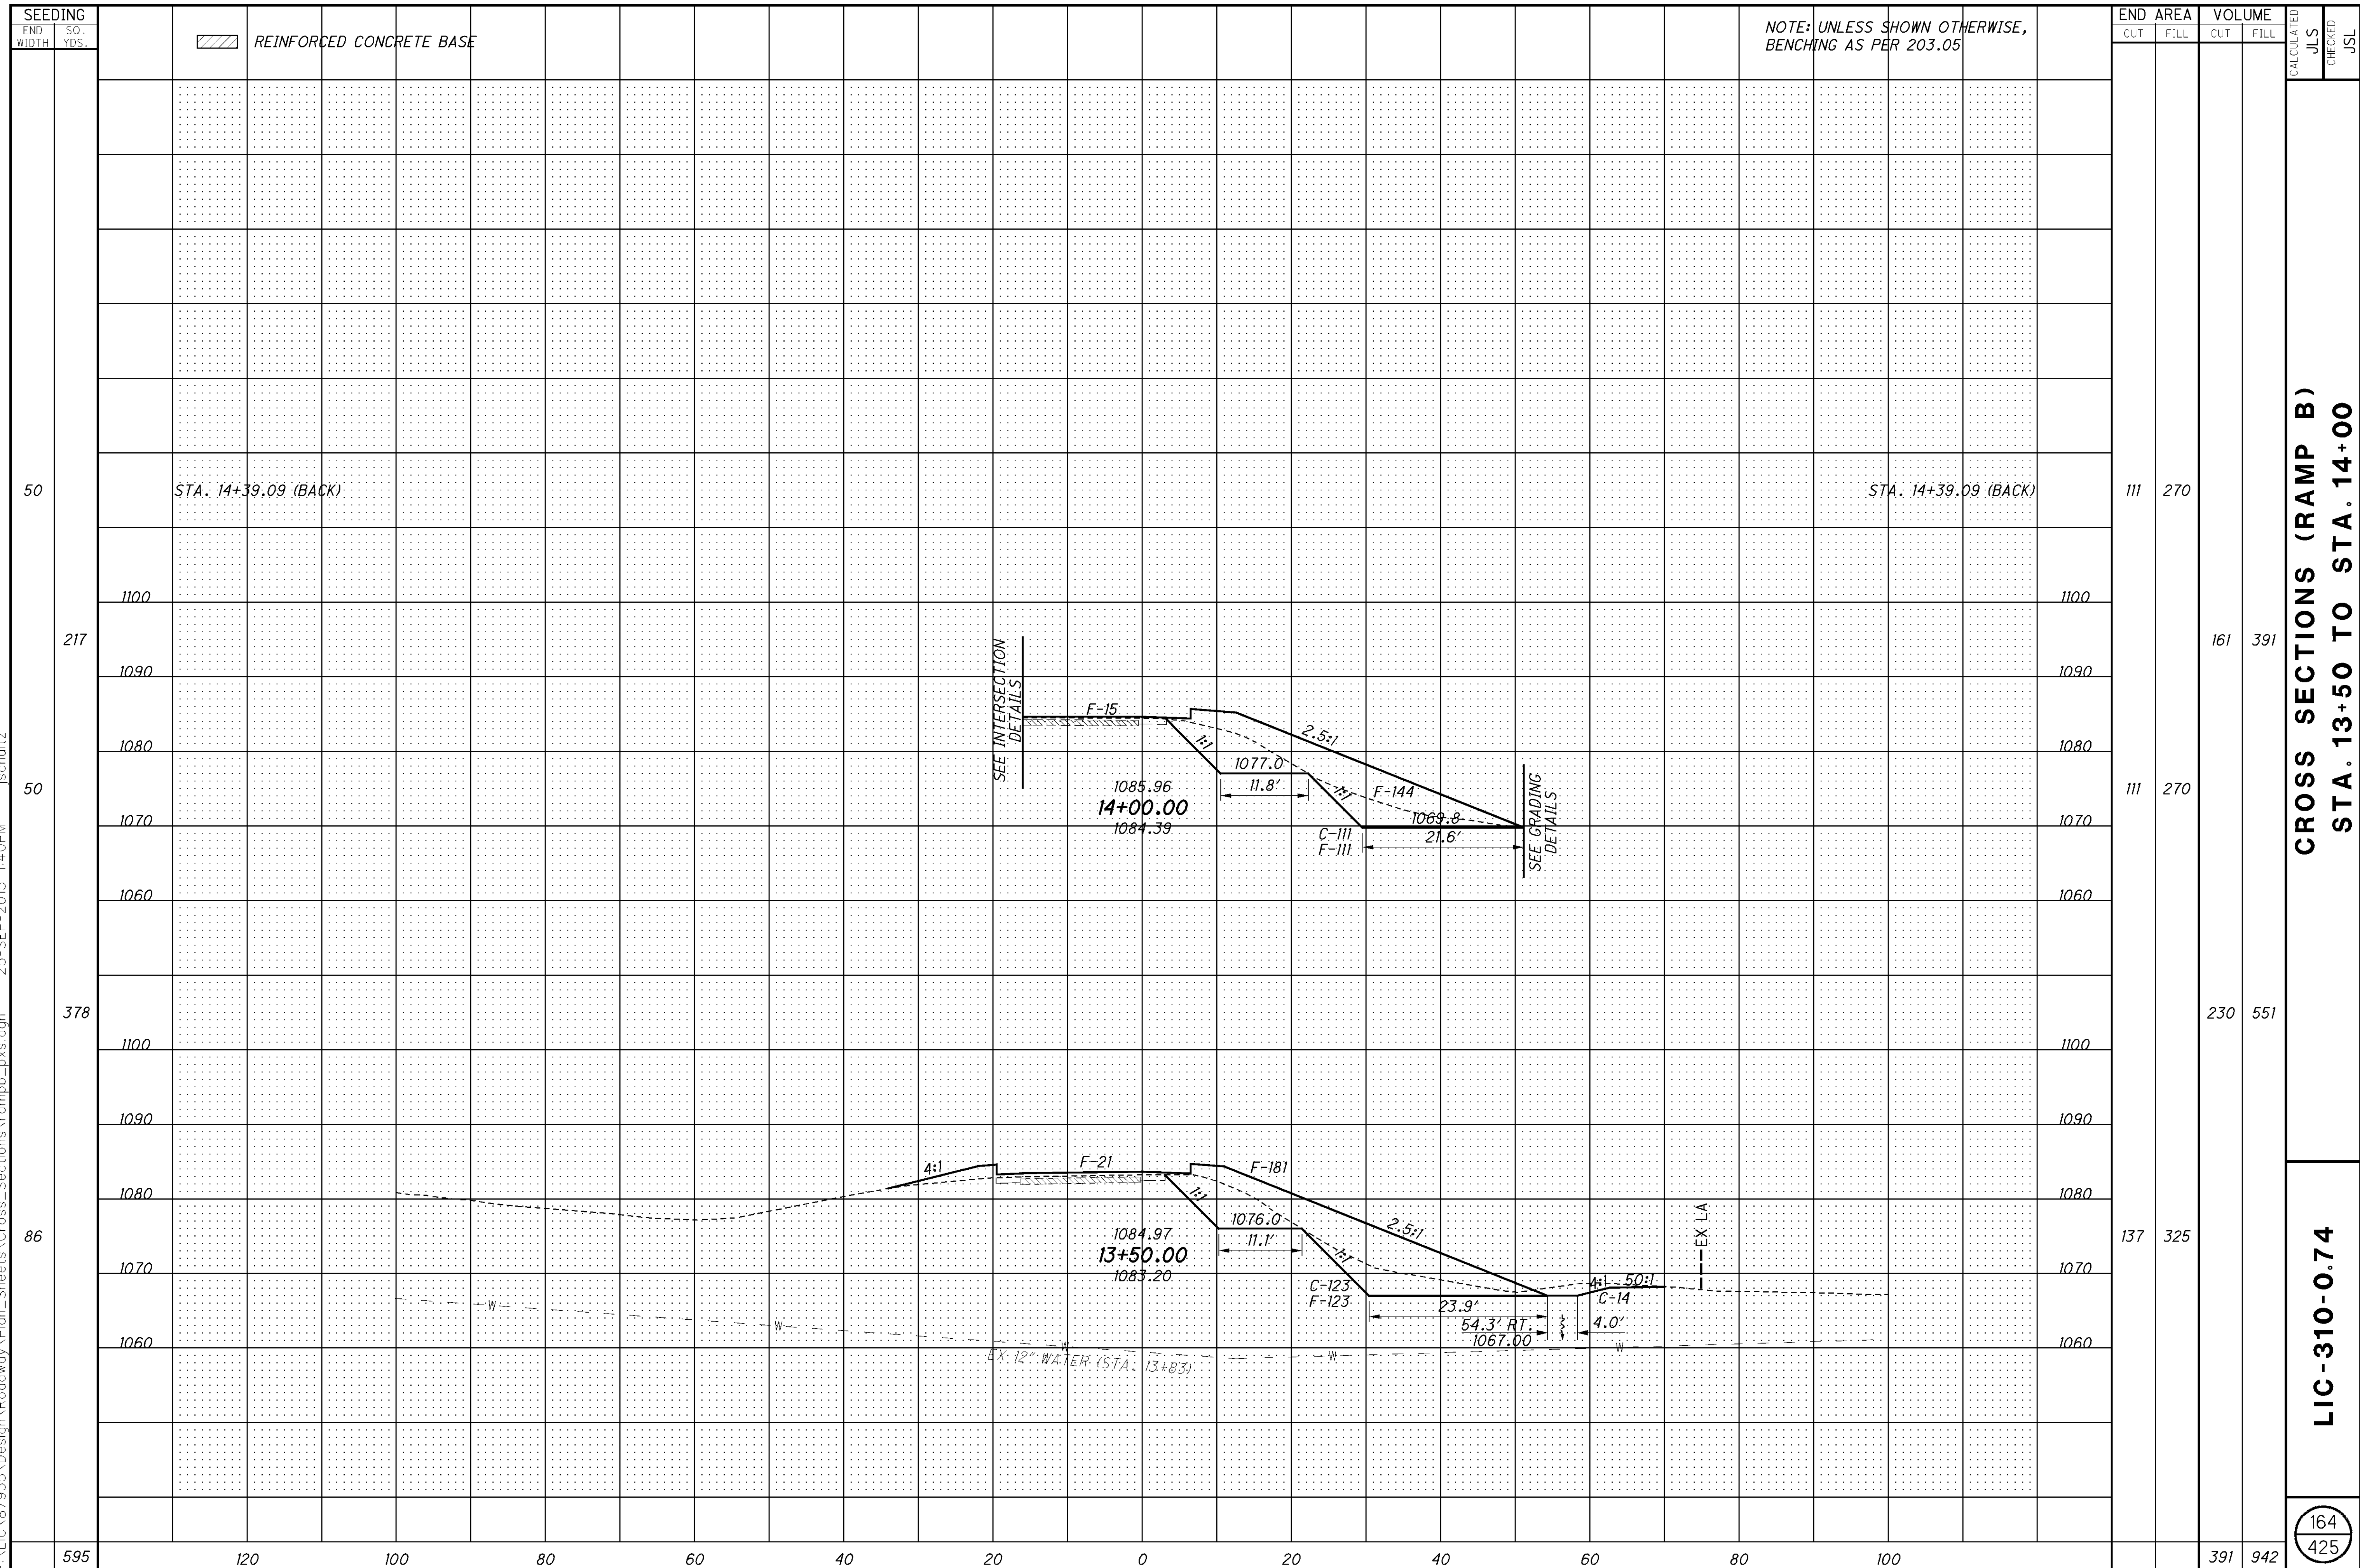 SEEDING
END WIDTH
SQ. YDS.
REINFORCED CONCRETE BASE
NOTE: UNLESS SHOWN OTHERWISE,
BENCHING AS PER 203.05
END AREA
VOLUME
CUT
FILL
CUT
FILL
CALCULATED
JLS
CHECKED
JSL
50
STA. 14+39.09 (BACK)
STA. 14+39.09 (BACK)
111
270
1100
1100
217
161
391
1090
1090
SEE INTERSECTION
DETAILS
F-15
2.5:1
1:1
1080
1080
1077.0
11.8'
1085.96
14+00.00
1084.39
50
111
270
1:1
F-144
1070
1070
1069.8
21.6'
C-111
F-111
SEE GRADING
DETAILS
1060
1060
378
230
551
1100
1100
1090
1090
4:1
F-21
F-181
1:1
1080
1080
1076.0
11.1'
2.5:1
1084.97
13+50.00
1083.20
86
137
325
EX LA
1:1
1070
1070
4:1
50:1
C-14
C-123
F-123
23.9'
54.3' RT.
1067.00
4.0'
W
W
W
W
W
1060
1060
EX 12" WATER (STA. 13+83)
595
120
100
80
60
40
20
0
20
40
60
80
100
391
942
CROSS SECTIONS (RAMP B)
STA. 13+50 TO STA. 14+00
LIC-310-0.74
164
425